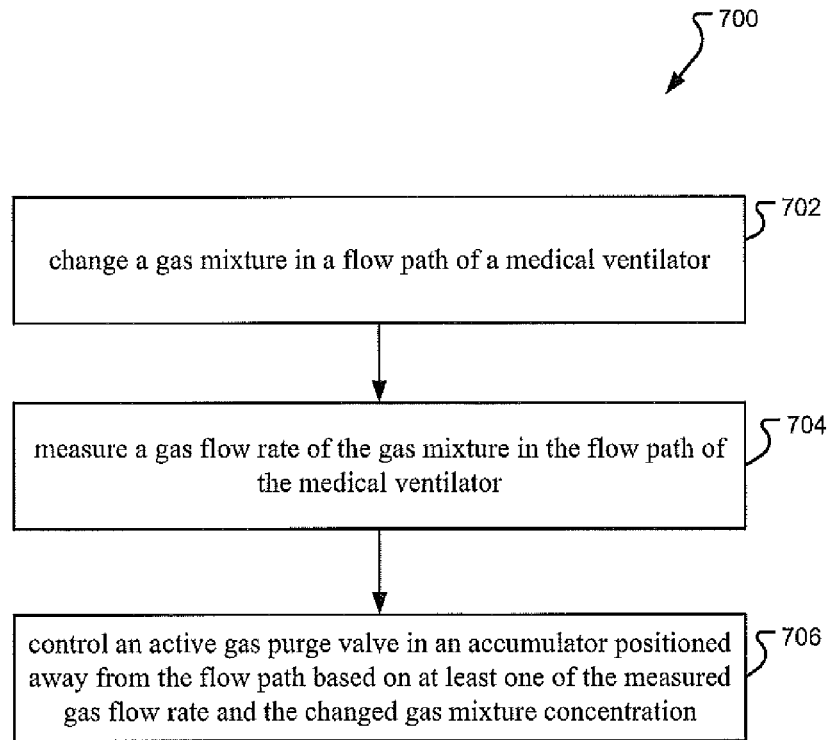 700
702
change a gas mixture in a flow path of a medical ventilator
704
measure a gas flow rate of the gas mixture in the flow path of
the medical ventilator
706
control an active gas purge valve in an accumulator positioned
away from the flow path based on at least one of the measured
gas flow rate and the changed gas mixture concentration